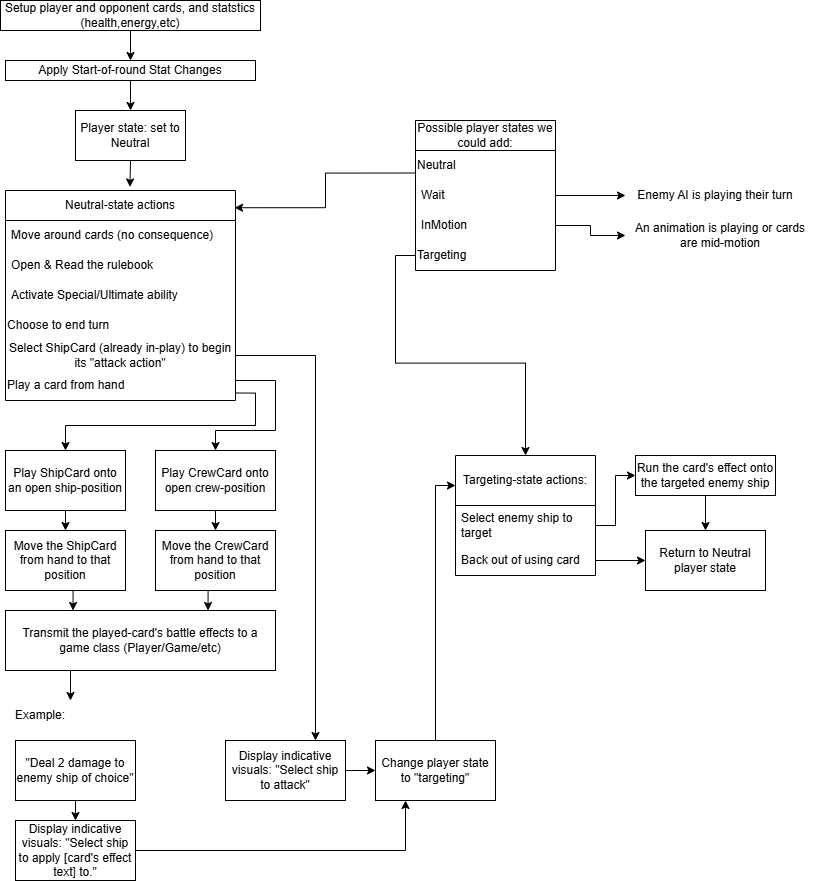 Setup player and opponent cards, and statstics
(health,energy,etc)
Apply Start-of-round Stat Changes
Player state: set to
Neutral
Neutral-state actions
Move around cards (no consequence)
Open & Read the rulebook
Activate Special/Ultimate ability
Choose to end turn
Select ShipCard (already in-play) to begin
its "attack action"
Play a card from hand
Possible player states we
could add:
Neutral
Wait
InMotion
Targeting
Enemy AI is playing their turn
An animation is playing or cards
are mid-motion
Play ShipCard onto
an open ship-position
Play CrewCard onto
open crew-position
Move the ShipCard
from hand to that
position
Move the CrewCard
from hand to that
position
Transmit the played-card's battle effects to a
game class (Player/Game/etc)
Example:
"Deal 2 damage to
enemy ship of choice"
Display indicative
visuals: "Select ship
to apply [card's effect
text] to."
Display indicative
visuals: "Select ship
to attack"
Change player state
to "targeting"
Targeting-state actions:
Select enemy ship to
target
Back out of using card
Run the card's effect onto
the targeted enemy ship
Return to Neutral
player state